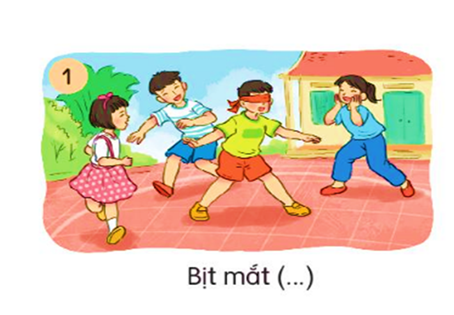 1
Bịt mắt (...)